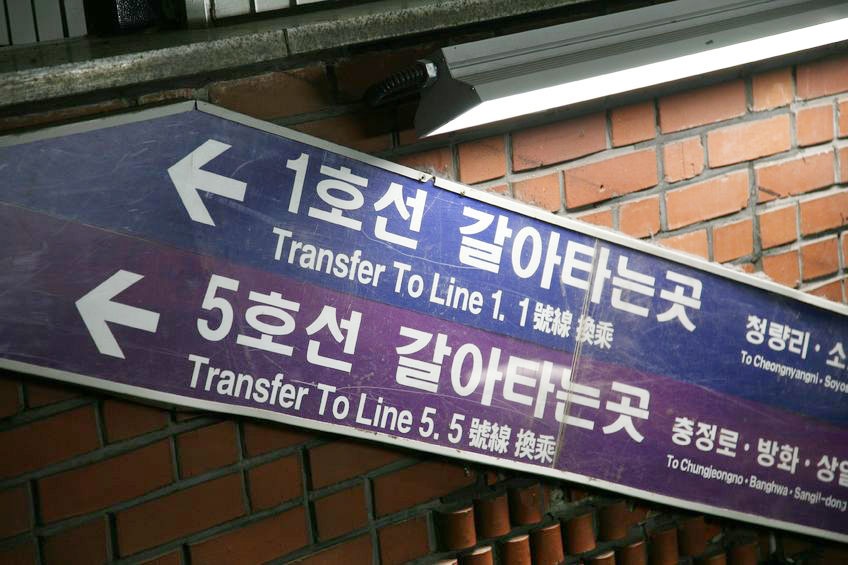 1호선 갈아타는곳
Transfer To Line 1. 1號線 換乘
청량리 · 소
To Cheongnyangni · Soyo
5호선 갈아타는곳
Transfer To Line 5. 5號線 換乘
충정로 · 방화 · 상일
To Chungjeongno · Banghwa · Sangil-dong